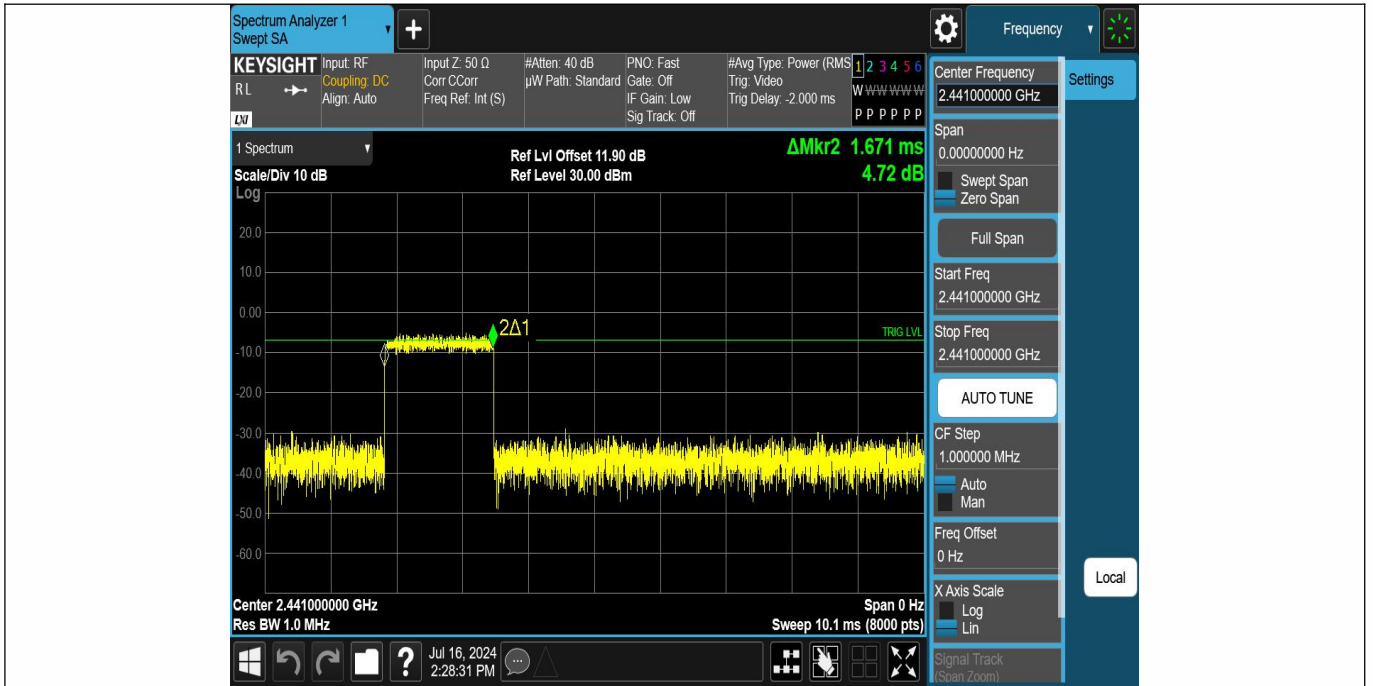 Spectrum Analyzer 1
Swept SA
Frequency
KEYSIGHT
RL
LXI
Input: RF
Coupling: DC
Align: Auto
Input Z: 50 Ω
Corr CCorr
Freq Ref: Int (S)
#Atten: 40 dB
µW Path: Standard
PNO: Fast
Gate: Off
IF Gain: Low
Sig Track: Off
#Avg Type: Power (RMS
Trig: Video
Trig Delay: -2.000 ms
1 2 3 4 5 6
W W W W W W
P P P P P P
1 Spectrum
Scale/Div 10 dB
Ref Lvl Offset 11.90 dB
Ref Level 30.00 dBm
ΔMkr2 1.671 ms
4.72 dB
Log
20.0
10.0
0.00
-10.0
-20.0
-30.0
-40.0
-50.0
-60.0
2Δ1
TRIG LVL
Center 2.441000000 GHz
Res BW 1.0 MHz
Span 0 Hz
Sweep 10.1 ms (8000 pts)
Jul 16, 2024
2:28:31 PM
Center Frequency
2.441000000 GHz
Settings
Span
0.00000000 Hz
Swept Span
Zero Span
Full Span
Start Freq
2.441000000 GHz
Stop Freq
2.441000000 GHz
AUTO TUNE
CF Step
1.000000 MHz
Auto
Man
Freq Offset
0 Hz
X Axis Scale
Log
Lin
Local
Signal Track
(Span Zoom)